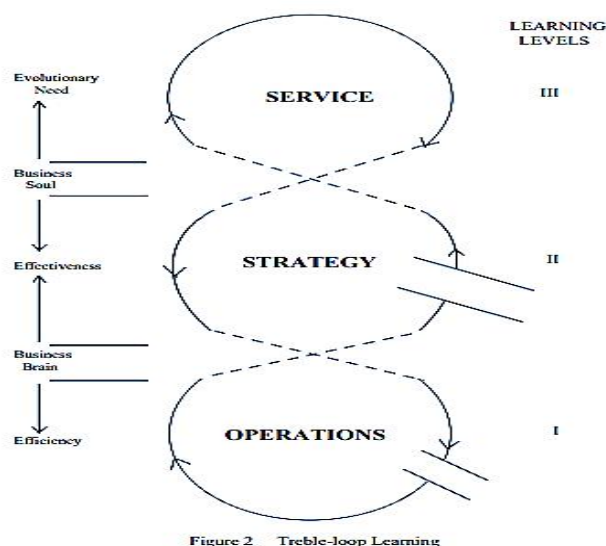 LEARNING
LEVELS
Evolutionary
Need
SERVICE
III
Business
Soul
Effectiveness
STRATEGY
II
Business
Brain
Efficiency
OPERATIONS
I
Figure 2 Treble-loop Learning